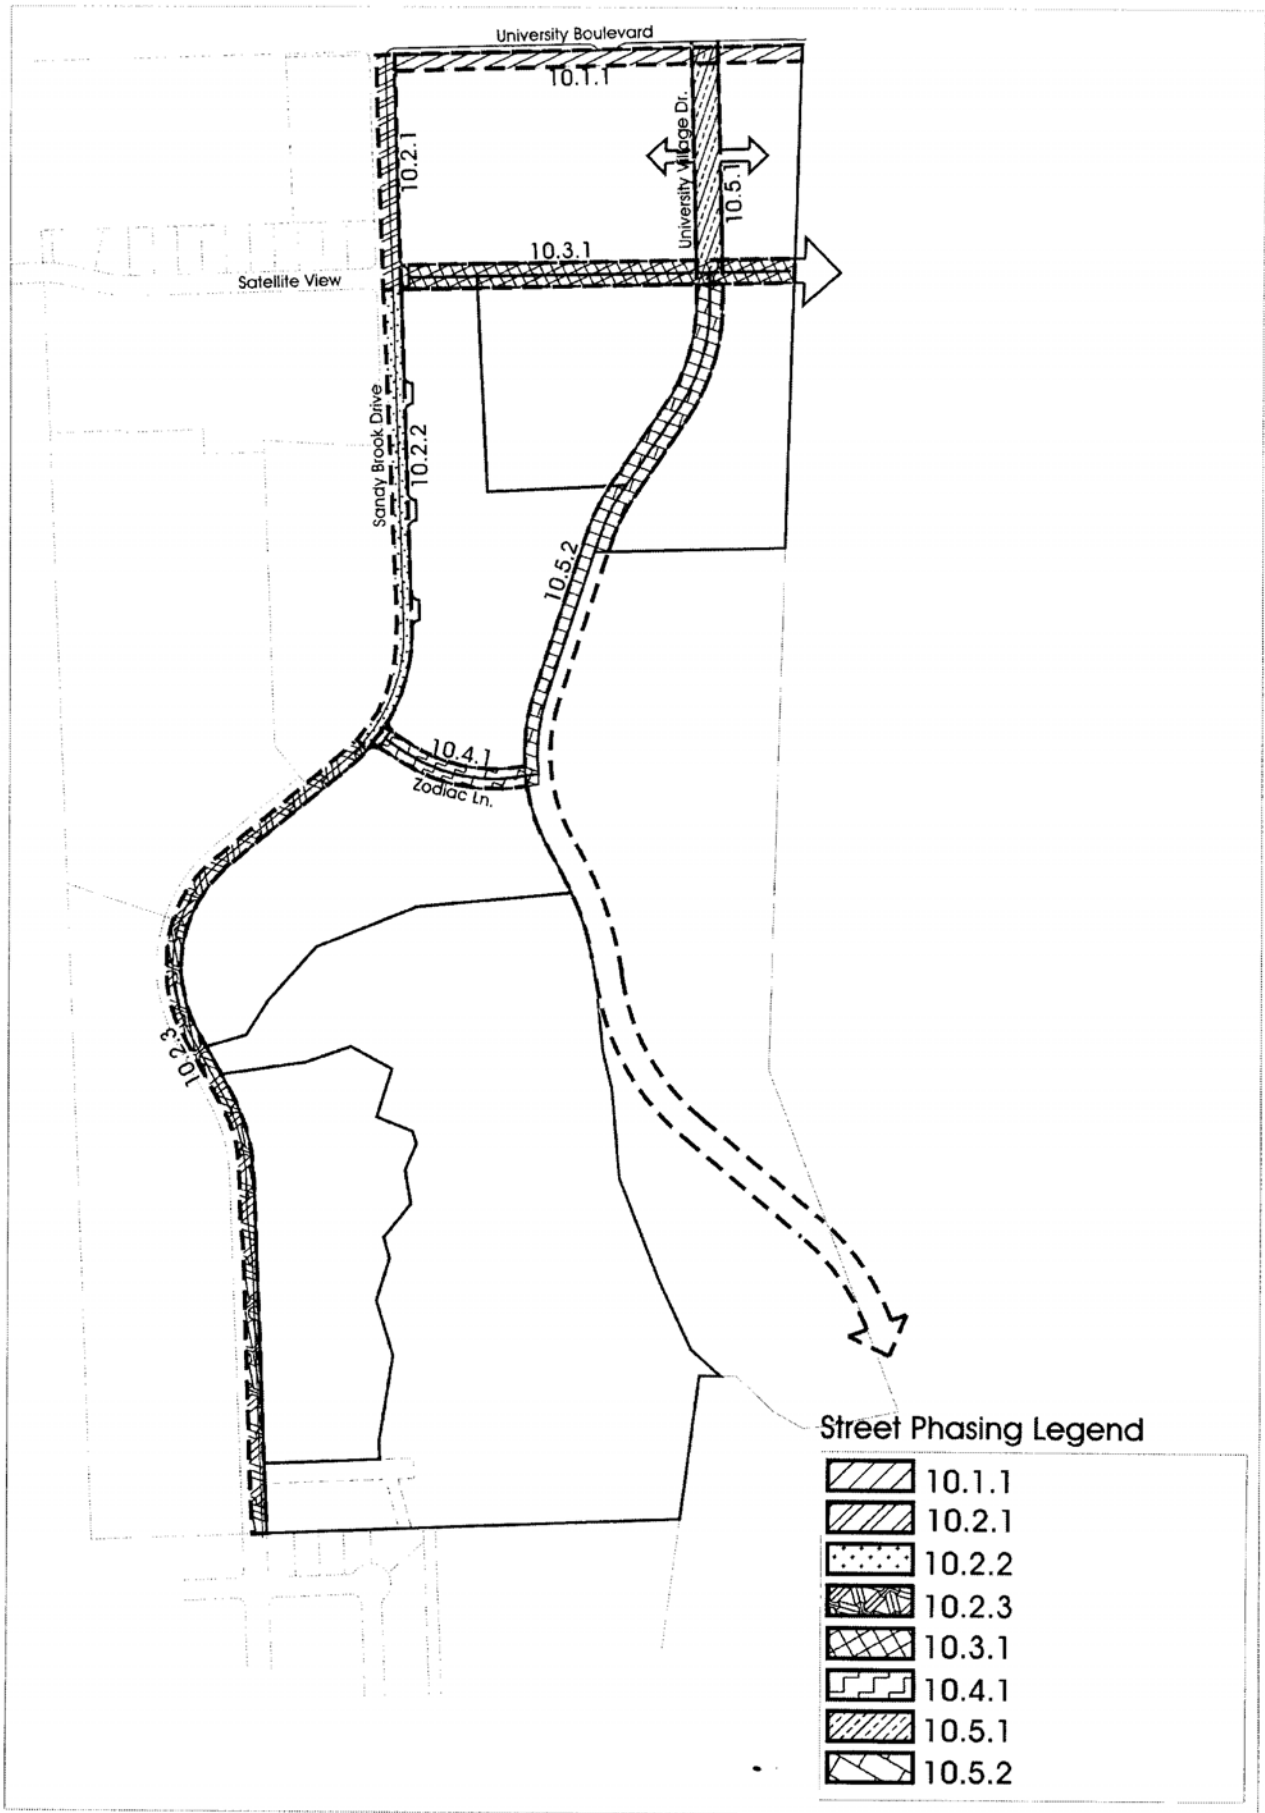 University Boulevard
10.1.1
10.2.1
University Village Dr.
10.5.1
10.3.1
Satellite View
Sandy Brook Drive
10.2.2
10.5.2
10.4.1
Zodiac Ln.
10.2.3
Street Phasing Legend
10.1.1
10.2.1
10.2.2
10.2.3
10.3.1
10.4.1
10.5.1
10.5.2